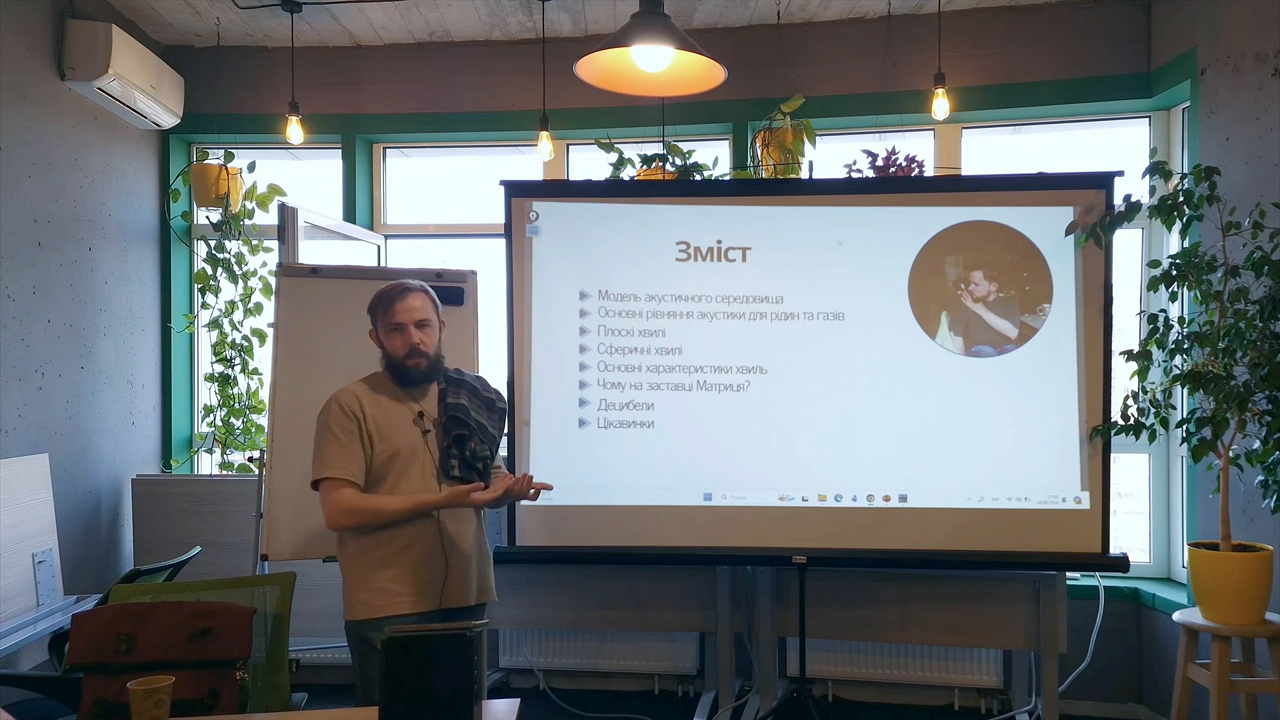 Зміст
Модель акустичного середовища
Основні рівняння акустики для рідин та газів
Плоскі хвилі
Сферичні хвилі
Основні характеристики хвиль
Чому на заставці Матриця?
Децибели
Цікавинки